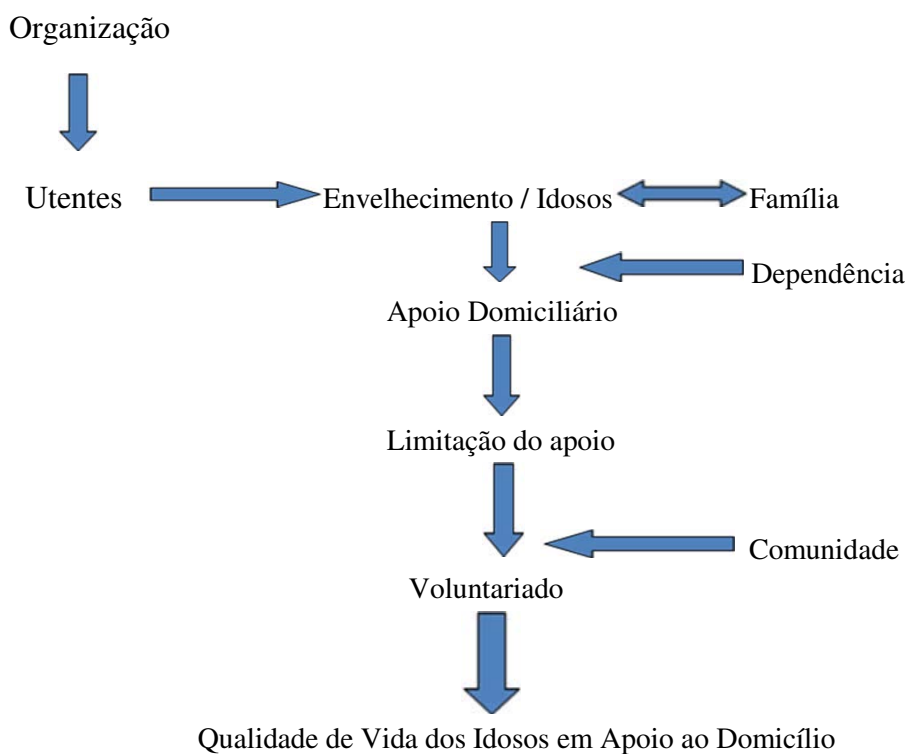 Organização
Utentes
Envelhecimento / Idosos
Família
Dependência
Apoio Domiciliário
Limitação do apoio
Comunidade
Voluntariado
Qualidade de Vida dos Idosos em Apoio ao Domicílio